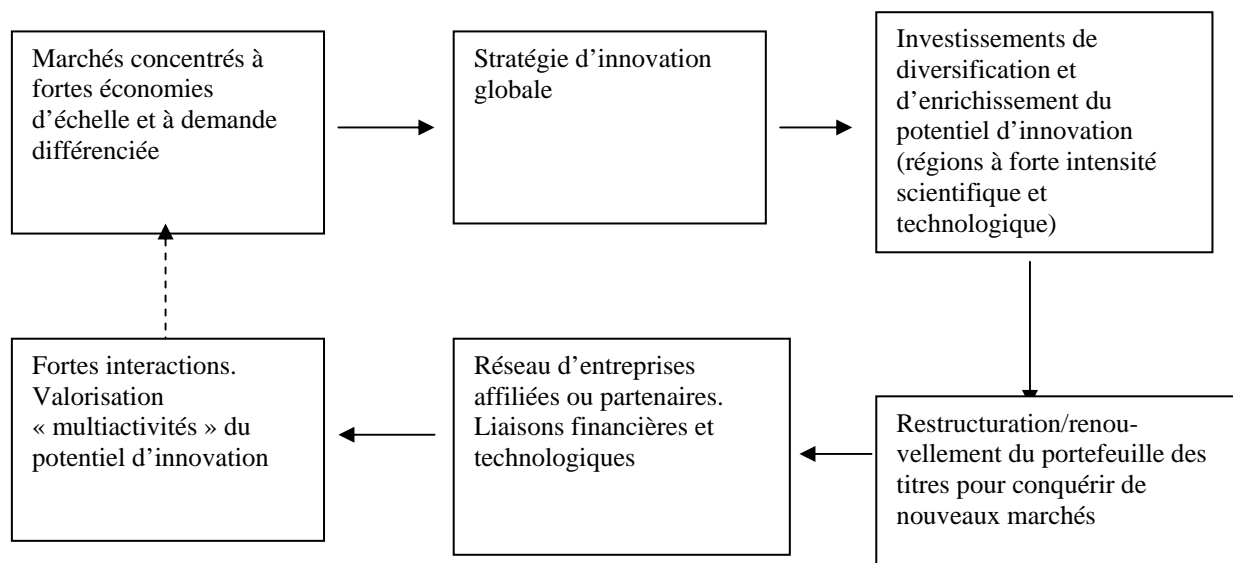 Marchés concentrés à
fortes économies
d’échelle et à demande
différenciée
Stratégie d’innovation
globale
Investissements de
diversification et
d’enrichissement du
potentiel d’innovation
(régions à forte intensité
scientifique et
technologique)
Fortes interactions.
Valorisation
« multiactivités » du
potentiel d’innovation
Réseau d’entreprises
affiliées ou partenaires.
Liaisons financières et
technologiques
Restructuration/renou-
vellement du portefeuille des
titres pour conquérir de
nouveaux marchés